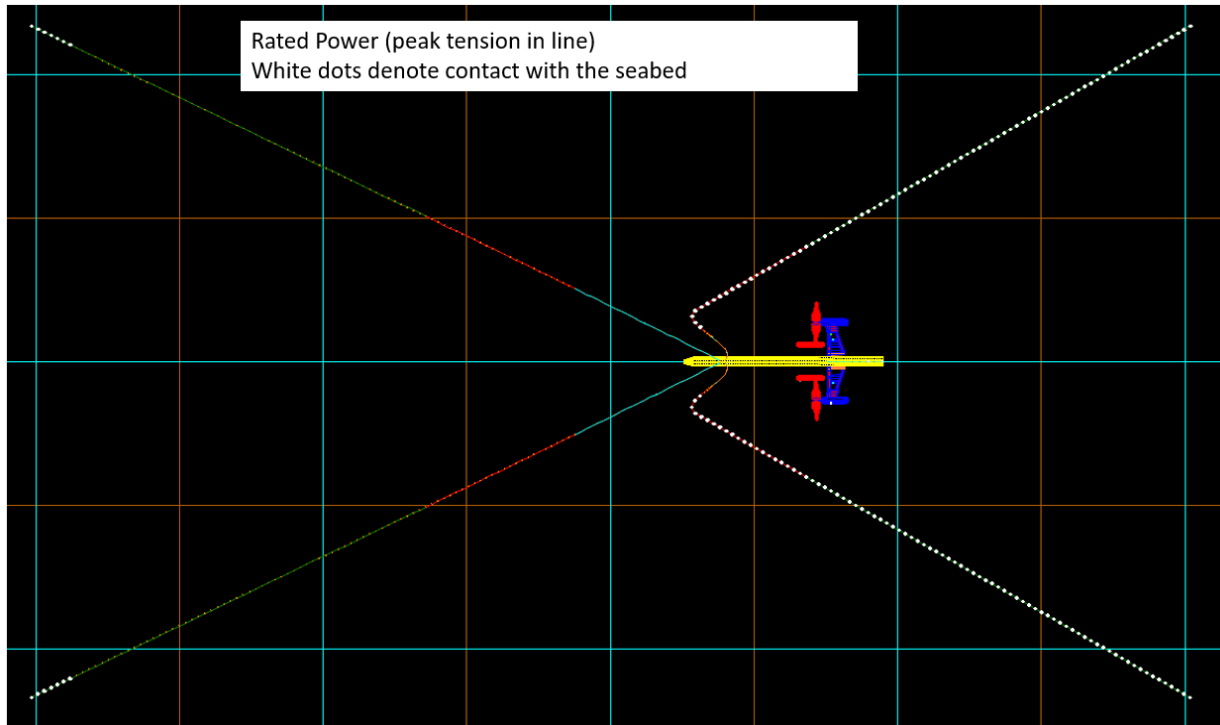 Rated Power (peak tension in line)
White dots denote contact with the seabed